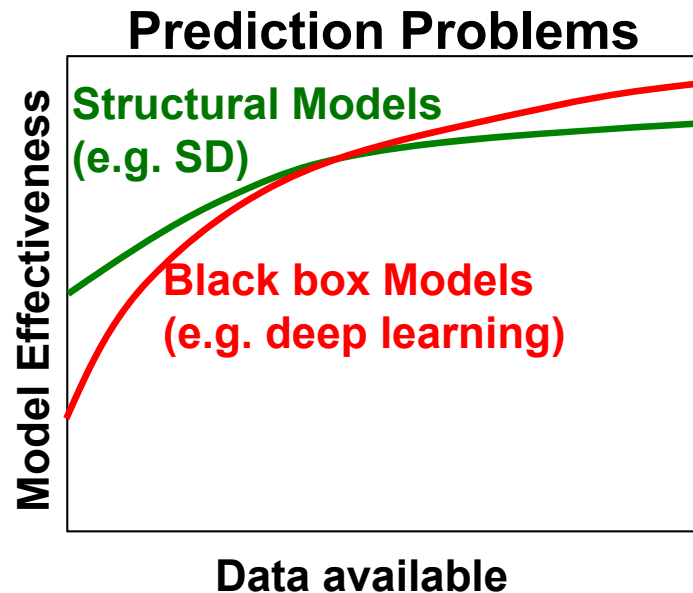 Prediction Problems
Structural Models
(e.g. SD)
Black box Models
(e.g. deep learning)
Model Effectiveness
Data available